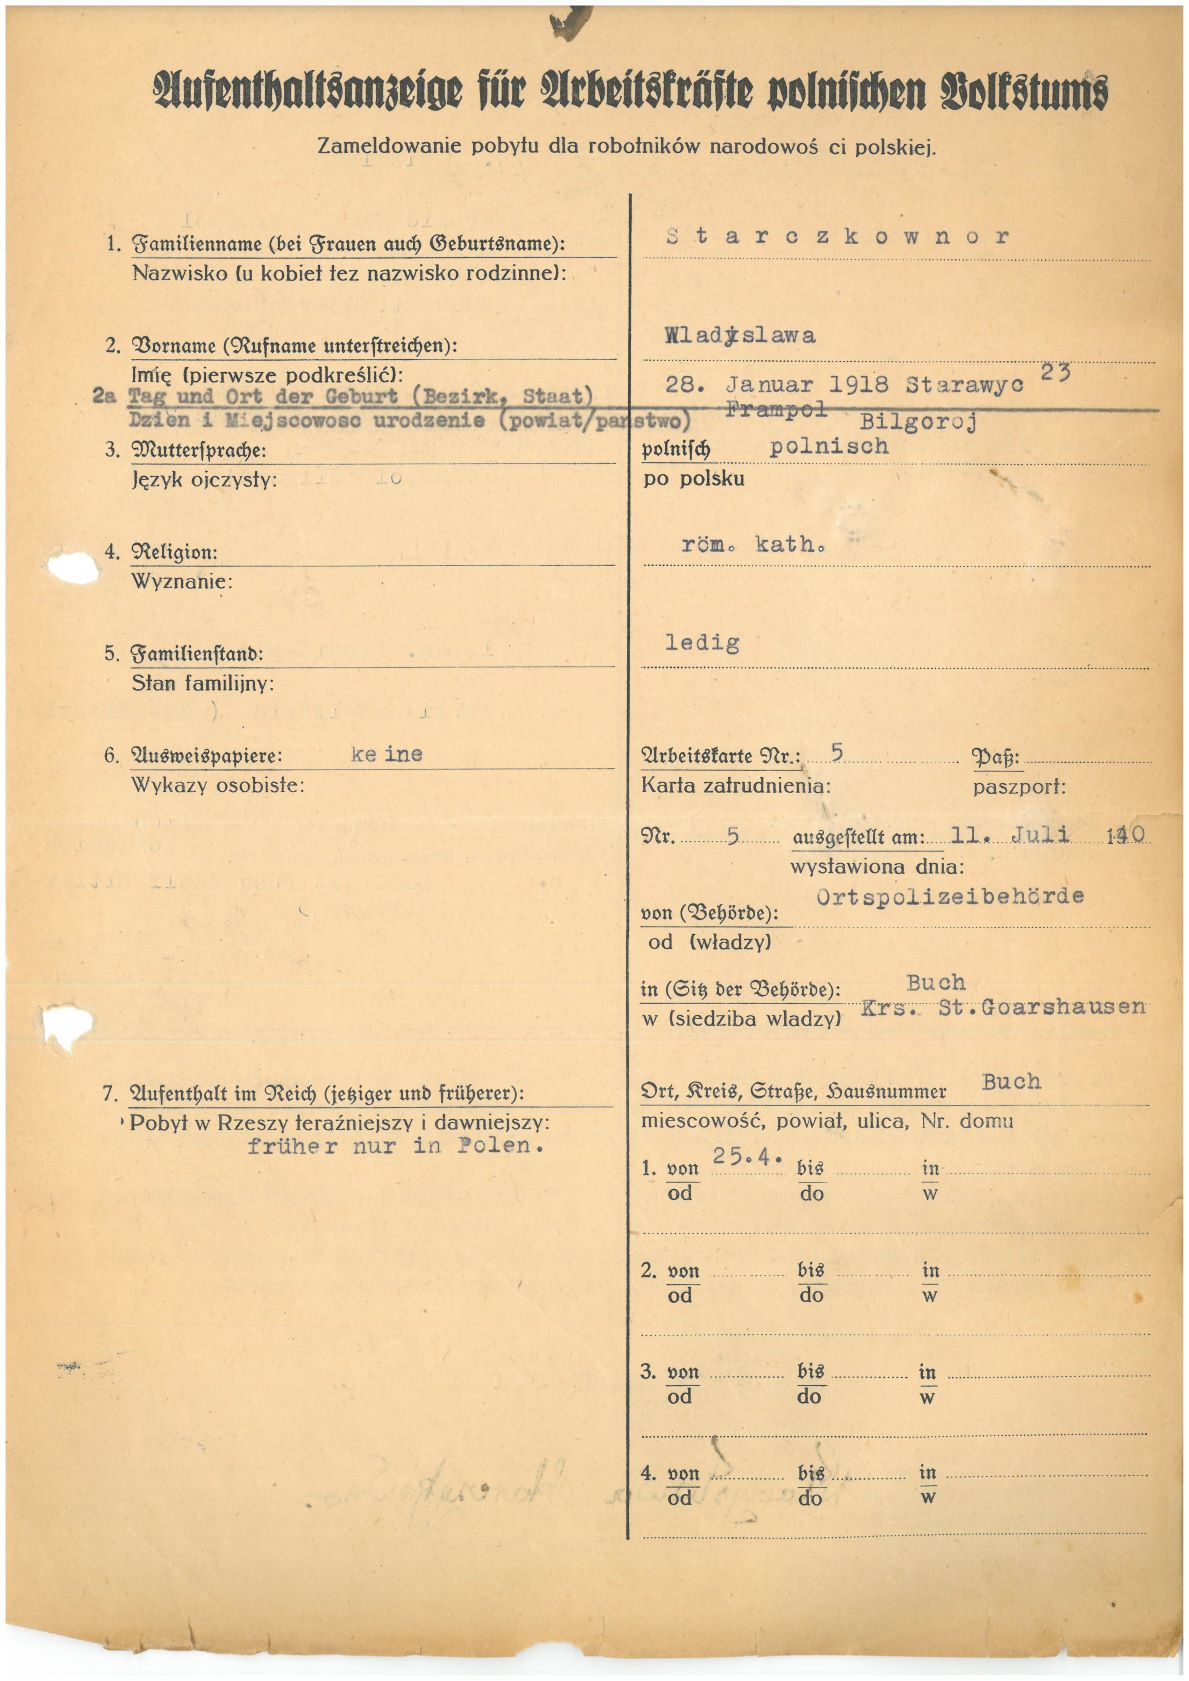 Aufenthaltsanzeige für Arbeitskräfte polnischen Volkstums
Zameldowanie pobytu dla robotników narodowoś ci polskiej.
1. Familienname (bei Frauen auch Geburtsname): Starczkownor
Nazwisko (u kobiet tez nazwisko rodzinne):
2. Vorname (Rufname unterstreichen): Wladyslawa
Imię (pierwsze podkreślić):
2a Tag und Ort der Geburt (Bezirk, Staat) 28. Januar 1918 Starawyc 23
Dzien i Miejscowosc urodzenie (powiat/panstwo) Frampol Bilgoroj
3. Muttersprache: polnisch polnisch
Język ojczysty: po polsku
4. Religion: röm. kath.
Wyznanie:
5. Familienstand: ledig
Stan familijny:
6. Ausweispapiere: keine Arbeitskarte Nr.: 5 Paß:
Wykazy osobiste: Karta zatrudnienia: paszport:
Nr. 5 ausgestellt am: 11. Juli 1940
wystawiona dnia:
Ortspolizeibehörde
von (Behörde):
od (władzy)
in (Sitz der Behörde): Buch
w (siedziba wladzy) Krs. St.Goarshausen
7. Aufenthalt im Reich (jetziger und früherer): Ort, Kreis, Straße, Hausnummer Buch
Pobyt w Rzeszy teraźniejszy i dawniejszy: miescowość, powiat, ulica, Nr. domu
früher nur in Polen.
1. von 25.4. bis in
od do w
2. von bis in
od do w
3. von bis in
od do w
4. von bis in
od do w